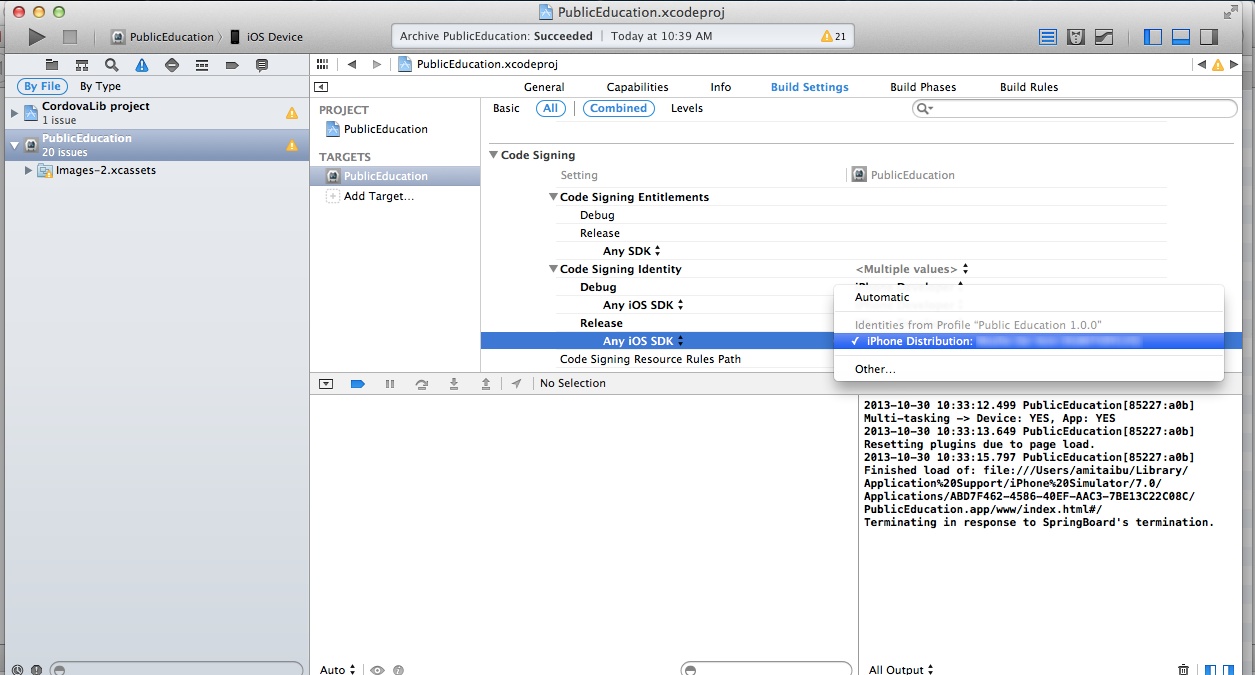 PublicEducation.xcodeproj
PublicEducation
iOS Device
Archive PublicEducation: Succeeded | Today at 10:39 AM
21
PublicEducation.xcodeproj
By File
By Type
General
Capabilities
Info
Build Settings
Build Phases
Build Rules
CordovaLib project
1 issue
PublicEducation
20 issues
Images-2.xcassets
PROJECT
PublicEducation
TARGETS
PublicEducation
Add Target...
Basic
All
Combined
Levels
Code Signing
Setting
PublicEducation
Code Signing Entitlements
Debug
Release
Any SDK
Code Signing Identity
<Multiple values>
Debug
Any iOS SDK
Release
Any iOS SDK
Code Signing Resource Rules Path
Automatic
Identities from Profile “Public Education 1.0.0”
✓ iPhone Distribution:
Other...
No Selection
2013-10-30 10:33:12.499 PublicEducation[85227:a0b]
Multi-tasking -> Device: YES, App: YES
2013-10-30 10:33:13.649 PublicEducation[85227:a0b]
Resetting plugins due to page load.
2013-10-30 10:33:15.797 PublicEducation[85227:a0b]
Finished load of: file:///Users/amitaibu/Library/
Application%20Support/iPhone%20Simulator/7.0/
Applications/ABD7F462-4586-40EF-AAC3-7BE13C22C08C/
PublicEducation.app/www/index.html#/
Terminating in response to SpringBoard's termination.
Auto
All Output